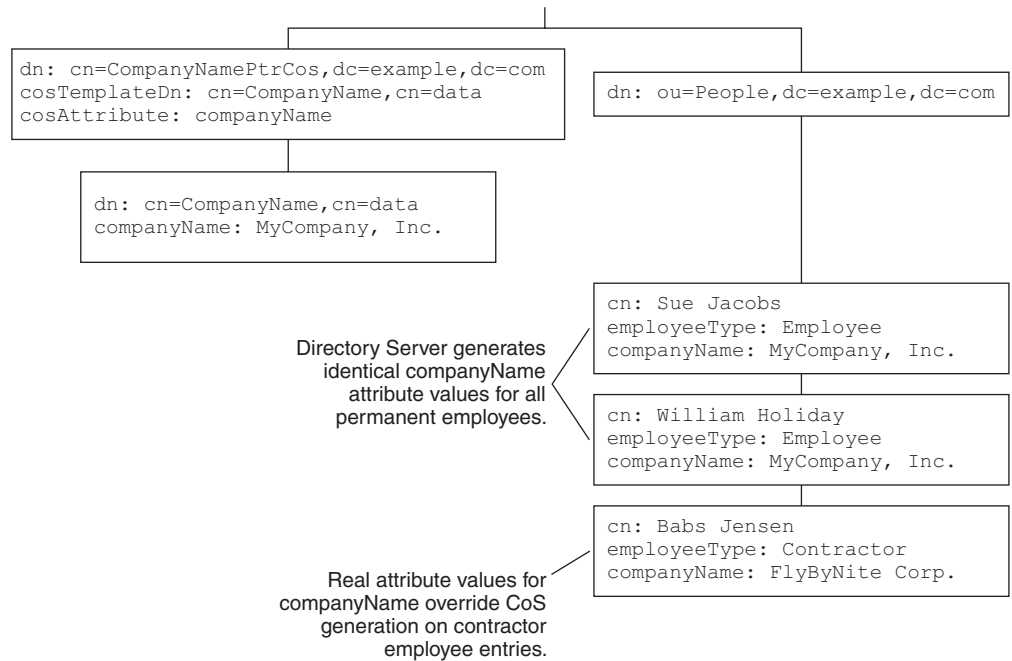 dn: cn=CompanyNamePtrCos,dc=example,dc=com
cosTemplateDn: cn=CompanyName,cn=data
cosAttribute: companyName
dn: ou=People,dc=example,dc=com
dn: cn=CompanyName,cn=data
companyName: MyCompany, Inc.
cn: Sue Jacobs
employeeType: Employee
companyName: MyCompany, Inc.
Directory Server generates
identical companyName
attribute values for all
permanent employees.
cn: William Holiday
employeeType: Employee
companyName: MyCompany, Inc.
cn: Babs Jensen
employeeType: Contractor
companyName: FlyByNite Corp.
Real attribute values for
companyName override CoS
generation on contractor
employee entries.